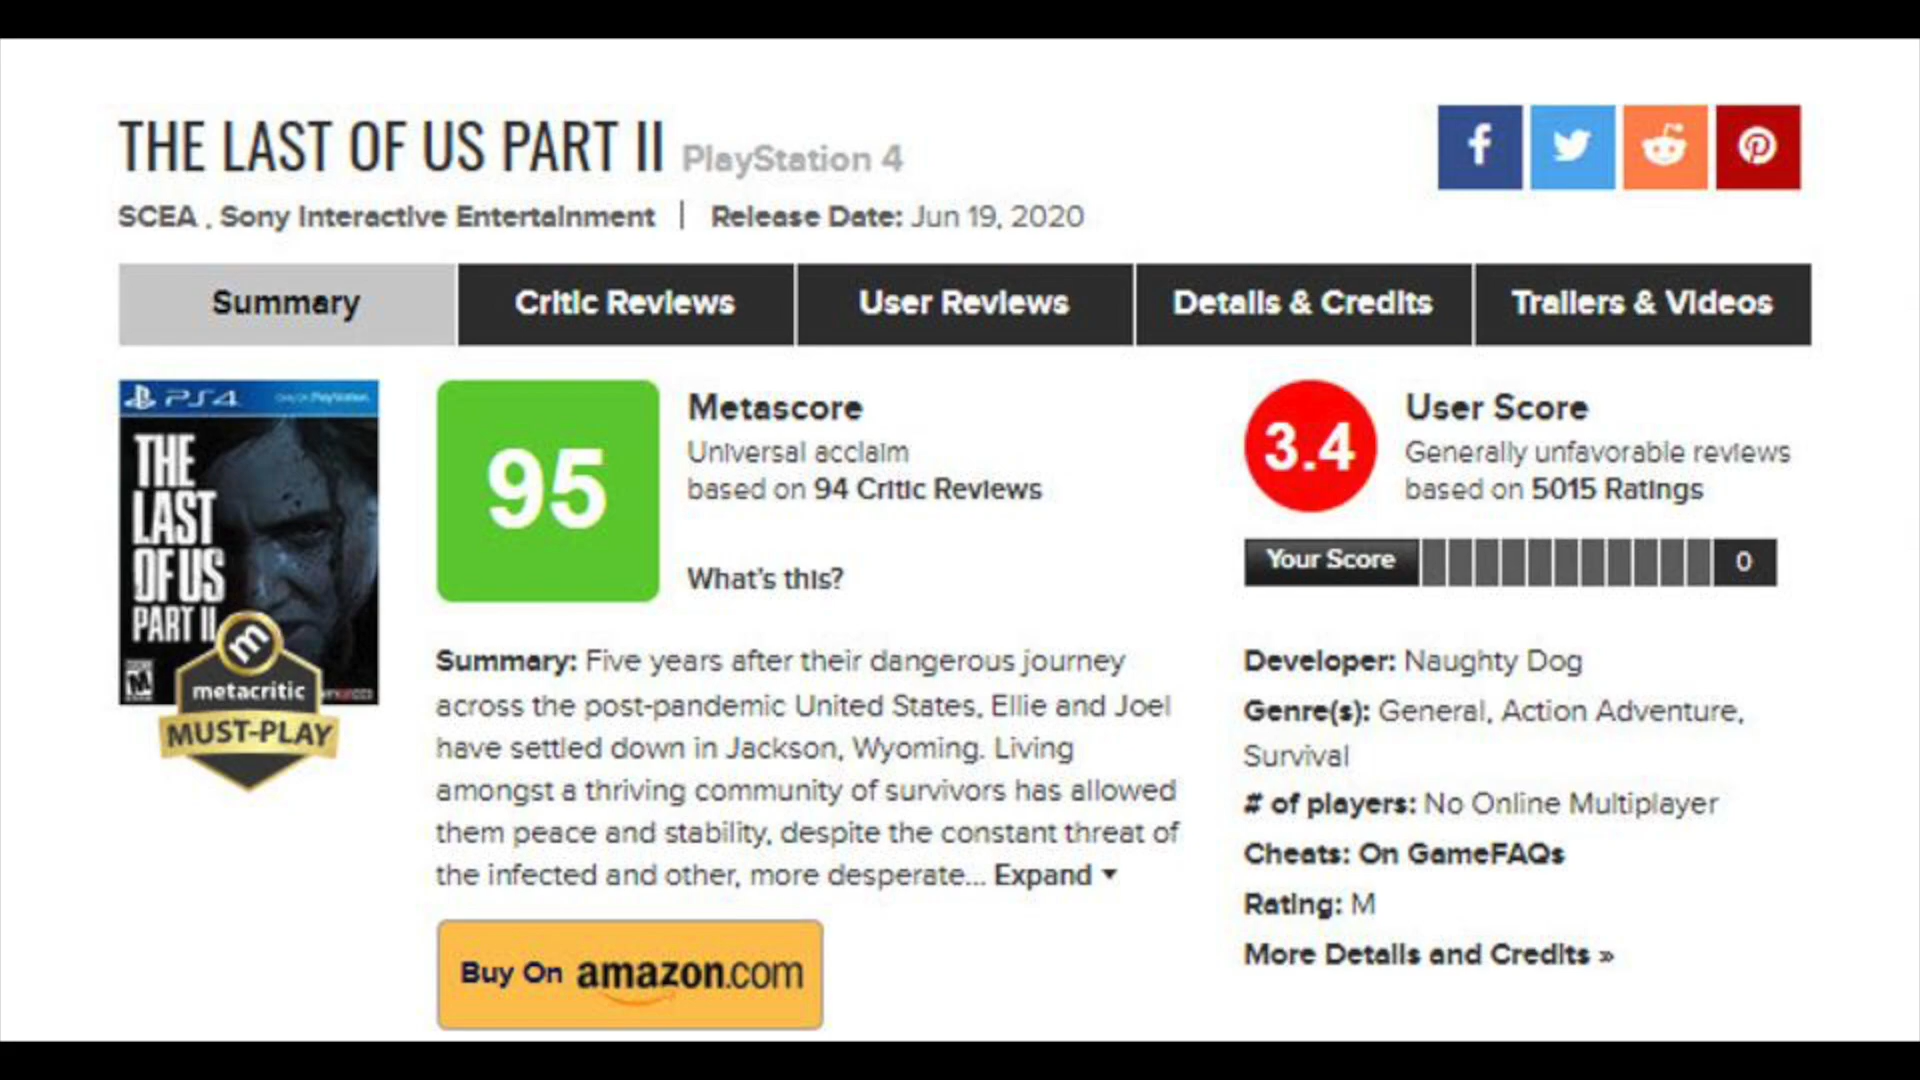 THE LAST OF US PART II PlayStation 4
SCEA , Sony Interactive Entertainment | Release Date: Jun 19, 2020
Summary
Critic Reviews
User Reviews
Details & Credits
Trailers & Videos
PS4
THE
LAST
OF US
PART II
M
m
metacritic
MUST-PLAY
95
Metascore
Universal acclaim
based on 94 Critic Reviews
What's this?
3.4
User Score
Generally unfavorable reviews
based on 5015 Ratings
Your Score
0
Summary: Five years after their dangerous journey
across the post-pandemic United States, Ellie and Joel
have settled down in Jackson, Wyoming. Living
amongst a thriving community of survivors has allowed
them peace and stability, despite the constant threat of
the infected and other, more desperate... Expand
Buy On amazon.com
Developer: Naughty Dog
Genre(s): General, Action Adventure,
Survival
# of players: No Online Multiplayer
Cheats: On GameFAQs
Rating: M
More Details and Credits »